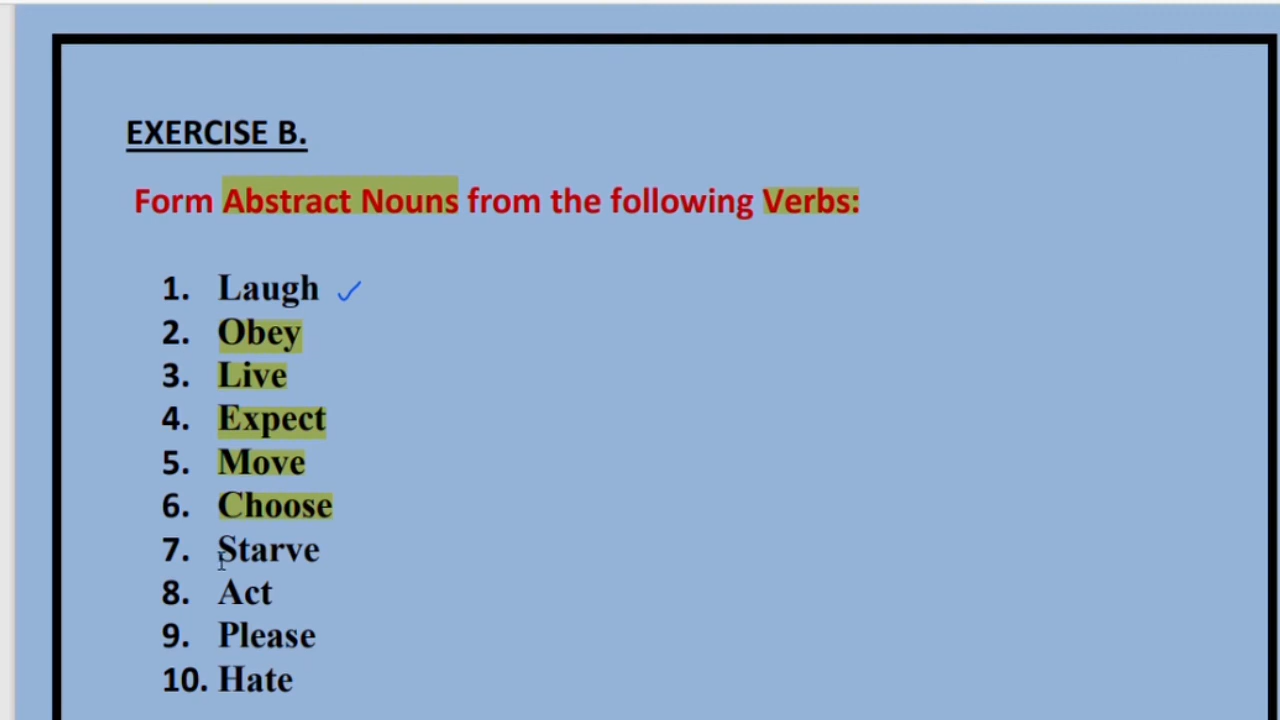 EXERCISE B.
Form Abstract Nouns from the following Verbs:
1. Laugh
2. Obey
3. Live
4. Expect
5. Move
6. Choose
7. Starve
8. Act
9. Please
10. Hate